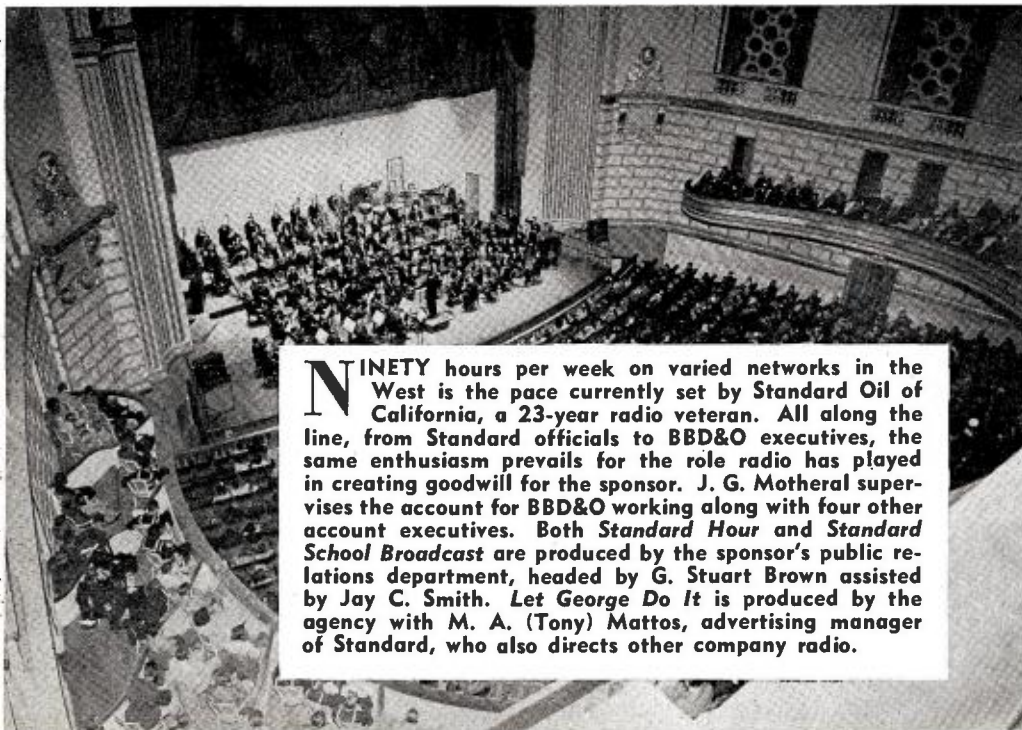 NINETY hours per week on varied networks in the
West is the pace currently set by Standard Oil of
California, a 23-year radio veteran. All along the
line, from Standard officials to BBD&O executives, the
same enthusiasm prevails for the role radio has played
in creating goodwill for the sponsor. J. G. Motheral super-
vises the account for BBD&O working along with four other
account executives. Both Standard Hour and Standard
School Broadcast are produced by the sponsor's public re-
lations department, headed by G. Stuart Brown assisted
by Jay C. Smith. Let George Do It is produced by the
agency with M. A. (Tony) Mattos, advertising manager
of Standard, who also directs other company radio.